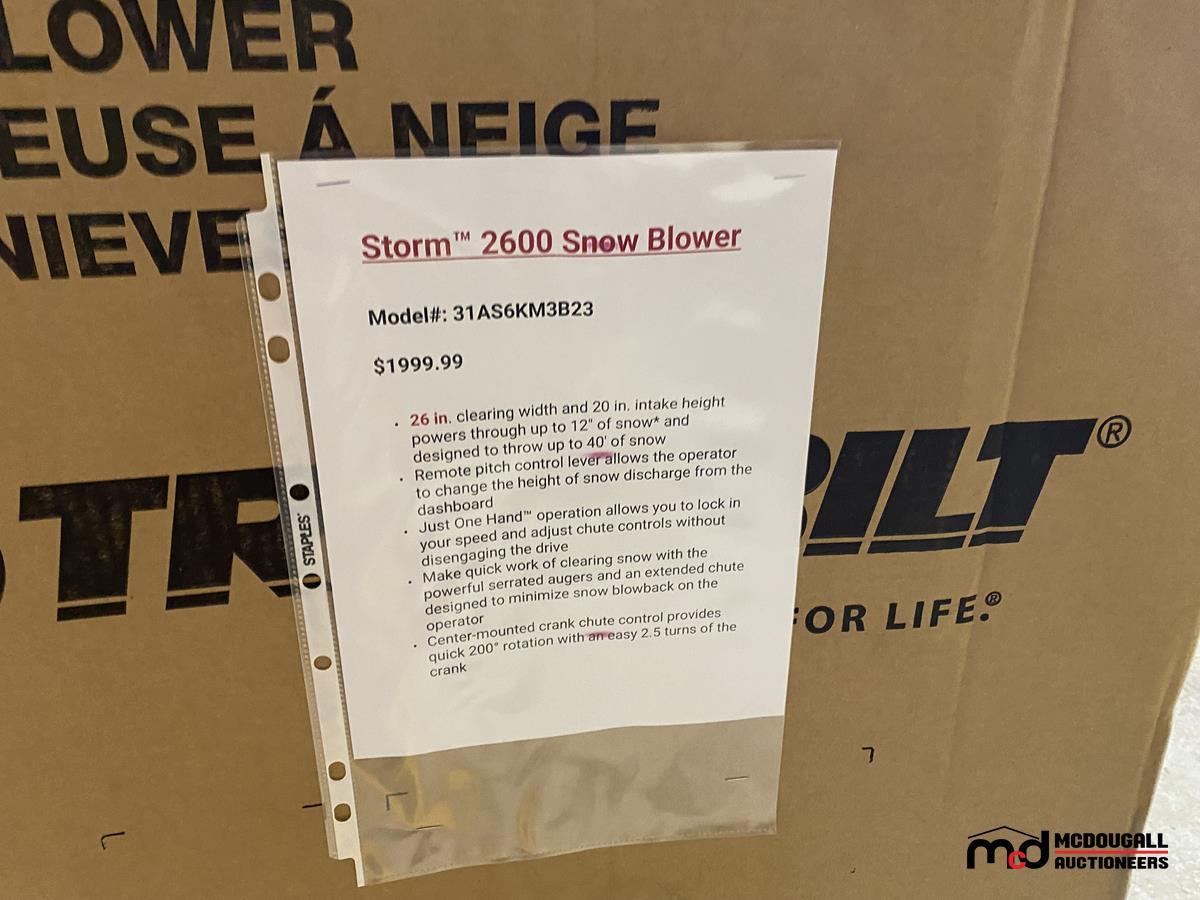 LOWER
EUSE Á NEIGE
NIEVE
Storm™ 2600 Snow Blower
Model#: 31AS6KM3B23
$1999.99
• 26 in. clearing width and 20 in. intake height
powers through up to 12" of snow* and
designed to throw up to 40' of snow
• Remote pitch control lever allows the operator
to change the height of snow discharge from the
dashboard
• Just One Hand™ operation allows you to lock in
your speed and adjust chute controls without
disengaging the drive
• Make quick work of clearing snow with the
powerful serrated augers and an extended chute
designed to minimize snow blowback on the
operator
• Center-mounted crank chute control provides
quick 200° rotation with an easy 2.5 turns of the
crank
STAPLES
TR BILT®
FOR LIFE.®
mcd MCDOUGALL
AUCTIONEERS